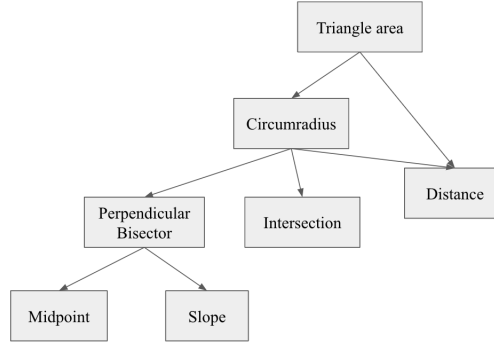 Triangle area
Circumradius
Distance
Perpendicular
Bisector
Intersection
Midpoint
Slope